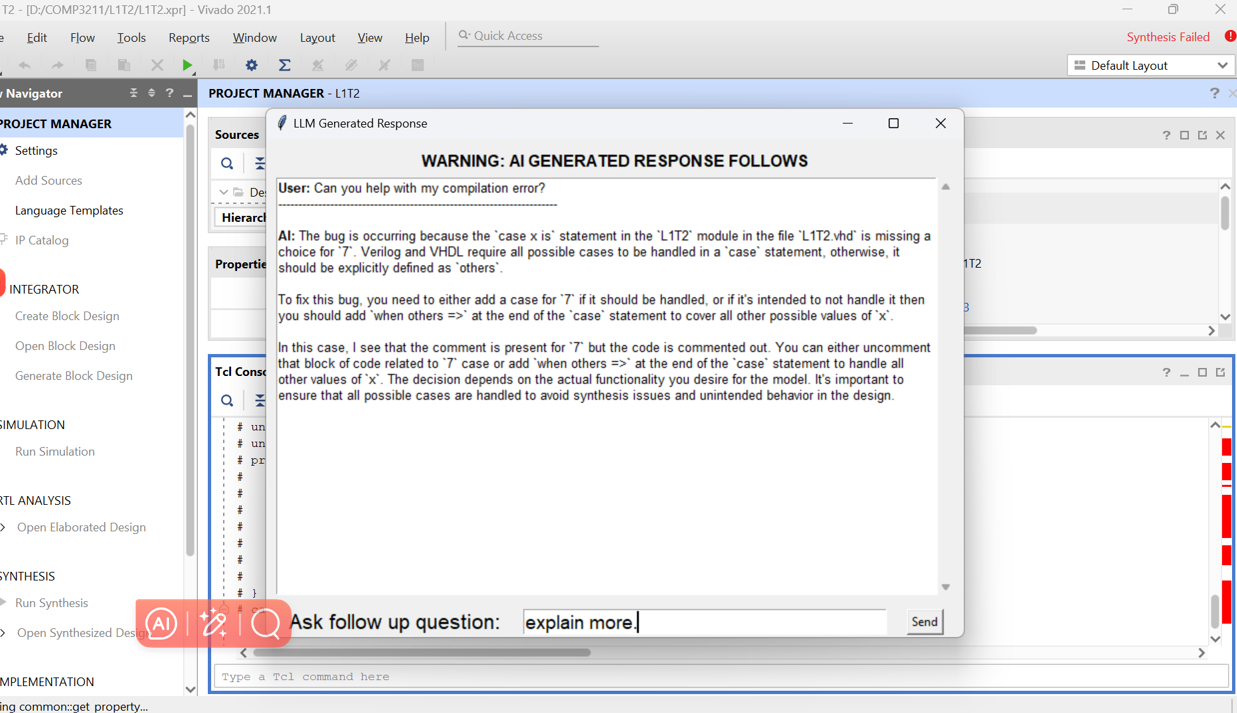 T2 - [D:/COMP3211/L1T2/L1T2.xpr] - Vivado 2021.1
Edit Flow Tools Reports Window Layout View Help Quick Access
Synthesis Failed
Default Layout
Navigator
PROJECT MANAGER - L1T2
PROJECT MANAGER
Settings
Add Sources
Language Templates
IP Catalog
INTEGRATOR
Create Block Design
Open Block Design
Generate Block Design
SIMULATION
Run Simulation
RTL ANALYSIS
Open Elaborated Design
SYNTHESIS
Run Synthesis
Open Synthesized Design
IMPLEMENTATION
ing common::get_property...
Sources
Des
Hierarch
Propertie
1T2
3
Tcl Conso
# un
# un
# pr
#
#
#
#
#
#
#
# }
Type a Tcl command here
LLM Generated Response
WARNING: AI GENERATED RESPONSE FOLLOWS
User: Can you help with my compilation error?
----------------------------------------------------------------------
AI: The bug is occurring because the `case x is` statement in the `L1T2` module in the file `L1T2.vhd` is missing a
choice for `7`. Verilog and VHDL require all possible cases to be handled in a `case` statement, otherwise, it
should be explicitly defined as `others`.
To fix this bug, you need to either add a case for `7` if it should be handled, or if it's intended to not handle it then
you should add `when others =>` at the end of the `case` statement to cover all other possible values of `x`.
In this case, I see that the comment is present for `7` but the code is commented out. You can either uncomment
that block of code related to `7` case or add `when others =>` at the end of the `case` statement to handle all
other values of `x`. The decision depends on the actual functionality you desire for the model. It's important to
ensure that all possible cases are handled to avoid synthesis issues and unintended behavior in the design.
Ask follow up question: explain more. Send
AI